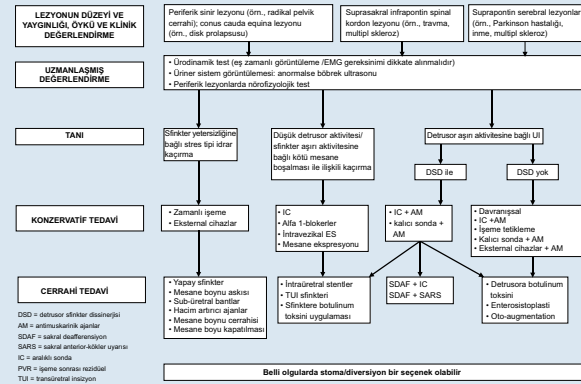 LEZYONUN DÜZEYİ VE
YAYGINLIĞI, ÖYKÜ VE KLİNİK
DEĞERLENDİRME
Periferik sinir lezyonu (örn., radikal pelvik
cerrahi); conus cauda equina lezyonu
(örn., disk prolapsusu)
Suprasakral infrapontin spinal
kordon lezyonu (örn., travma,
multipl skleroz)
Suprapontin serebral lezyonlar
(örn., Parkinson hastalığı,
inme, multipl skleroz)
UZMANLAŞMIŞ
DEĞERLENDİRME
• Ürodinamik test (eş zamanlı görüntüleme /EMG gereksinimi dikkate alınmalıdır)
• Üriner sistem görüntülemesi: anormalse böbrek ultrasonu
• Periferik lezyonlarda nörofizyolojik test
TANI
Sfinkter yetersizliğine
bağlı stres tipi idrar
kaçırma
Düşük detrusor aktivitesi/
sfinkter aşırı aktivitesine
bağlı kötü mesane
boşalması ile ilişkili kaçırma
Detrusor aşırı aktivitesine bağlı UI
DSD ile
DSD yok
KONZERVATİF TEDAVİ
• Zamanlı işeme
• Eksternal cihazlar
• IC
• Alfa 1-blokerler
• İntravezikal ES
• Mesane ekspresyonu
• IC + AM
• kalıcı sonda +
AM
• Davranışsal
• IC +AM
• İşeme tetikleme
• Kalıcı sonda + AM
• Eksternal cihazlar + AM
CERRAHİ TEDAVİ
• Yapay sfinkter
• Mesane boynu askısı
• Sub-üretral bantlar
• Hacim artırıcı ajanlar
• Mesane boynu cerrahisi
• Mesane boyu kapatılması
• İntraüretral stentler
• TUI sfinkteri
• Sfinktere botulinum
toksini uygulaması
SDAF + IC
SDAF + SARS
• Detrusora botulinum
toksini
• Enterosistoplasti
• Oto-augmentation
DSD = detrusor sfinkter dissinerjisi
AM = antimuskarinik ajanlar
SDAF = sakral deafferensiyon
SARS = sakral anterior-kökler uyarısı
IC = aralıklı sonda
PVR = işeme sonrası rezidüel
TUI = transüretral insizyon
Belli olgularda stoma/diversiyon bir seçenek olabilir